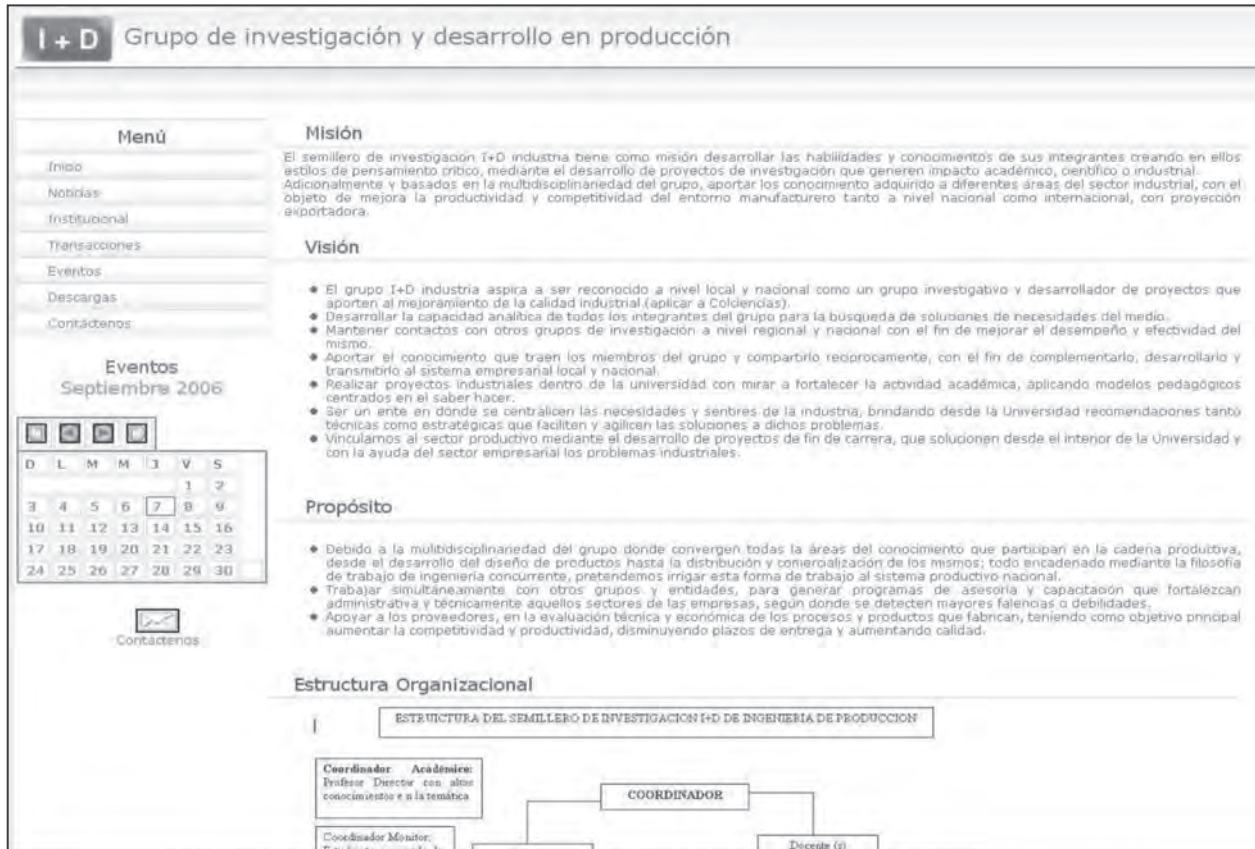 I + D Grupo de investigación y desarrollo en producción
Menú
Inicio
Noticias
Institucional
Transacciones
Eventos
Descargas
Contáctenos
Eventos
Septiembre 2006
D L M M J V S
1 2
3 4 5 6 7 8 9
10 11 12 13 14 15 16
17 18 19 20 21 22 23
24 25 26 27 28 29 30
Contáctenos
Misión
El semillero de investigación I+D industria tiene como misión desarrollar las habilidades y conocimientos de sus integrantes creando en ellos
estilos de pensamiento crítico, mediante el desarrollo de proyectos de investigación que generen impacto académico, científico o industrial.
Adicionalmente y basados en la multidisciplinariedad del grupo, aportar los conocimiento adquirido a diferentes áreas del sector industrial, con el
objeto de mejora la productividad y competitividad del entorno manufacturero tanto a nivel nacional como internacional, con proyección
exportadora.
Visión
El grupo I+D industria aspira a ser reconocido a nivel local y nacional como un grupo investigativo y desarrollador de proyectos que
aporten al mejoramiento de la calidad industrial (aplicar a Colciencias).
Desarrollar la capacidad analítica de todos los integrantes del grupo para la búsqueda de soluciones de necesidades del medio.
Mantener contactos con otros grupos de investigación a nivel regional y nacional con el fin de mejorar el desempeño y efectividad del
mismo.
Aportar el conocimiento que traen los miembros del grupo y compartirlo recíprocamente, con el fin de complementarlo, desarrollarlo y
transmitirlo al sistema empresarial local y nacional.
Realizar proyectos industriales dentro de la universidad con mirar a fortalecer la actividad académica, aplicando modelos pedagógicos
centrados en el saber hacer.
Ser un ente en donde se centralicen las necesidades y sentires de la industria, brindando desde la Universidad recomendaciones tanto
técnicas como estratégicas que faciliten y agilicen las soluciones a dichos problemas.
Vincularnos al sector productivo mediante el desarrollo de proyectos de fin de carrera, que solucionen desde el interior de la Universidad y
con la ayuda del sector empresarial los problemas industriales.
Propósito
Debido a la multidisciplinariedad del grupo donde convergen todas la áreas del conocimiento que participan en la cadena productiva,
desde el desarrollo del diseño de productos hasta la distribución y comercialización de los mismos; todo encadenado mediante la filosofía
de trabajo de ingeniería concurrente, pretendemos irrigar esta forma de trabajo al sistema productivo nacional.
Trabajar simultáneamente con otros grupos y entidades, para generar programas de asesoría y capacitación que fortalezcan
administrativa y técnicamente aquellos sectores de las empresas, según donde se detecten mayores falencias o debilidades.
Apoyar a los proveedores, en la evaluación técnica y económica de los procesos y productos que fabrican, teniendo como objetivo principal
aumentar la competitividad y productividad, disminuyendo plazos de entrega y aumentando calidad.
Estructura Organizacional
ESTRUICTURA DEL SEMILLERO DE INVESTIGACION I+D DE INGENIERIA DE PRODUCCION
Coordinador Académico:
Profesor Director con altos
conocimientos e n la temática
COORDINADOR
Coordinador Monitor:
Docente (s)